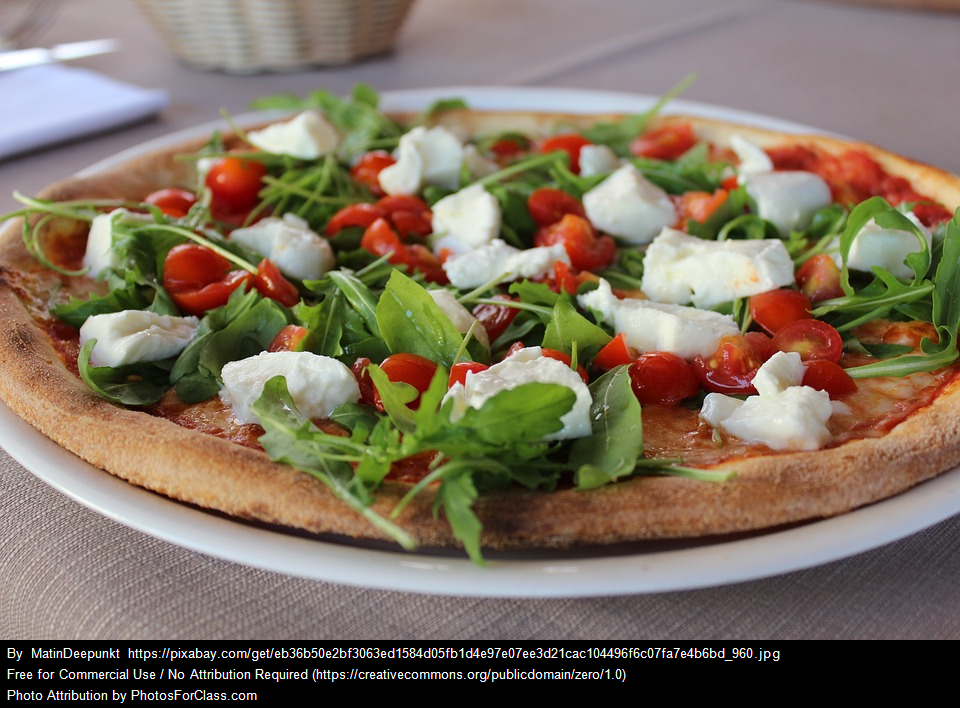 By MatinDeepunkt https://pixabay.com/get/eb36b50e2bf3063ed1584d05fb1d4e97e07ee3d21cac104496f6c07fa7e4b6bd_960.jpg
Free for Commercial Use / No Attribution Required (https://creativecommons.org/publicdomain/zero/1.0)
Photo Attribution by PhotosForClass.com